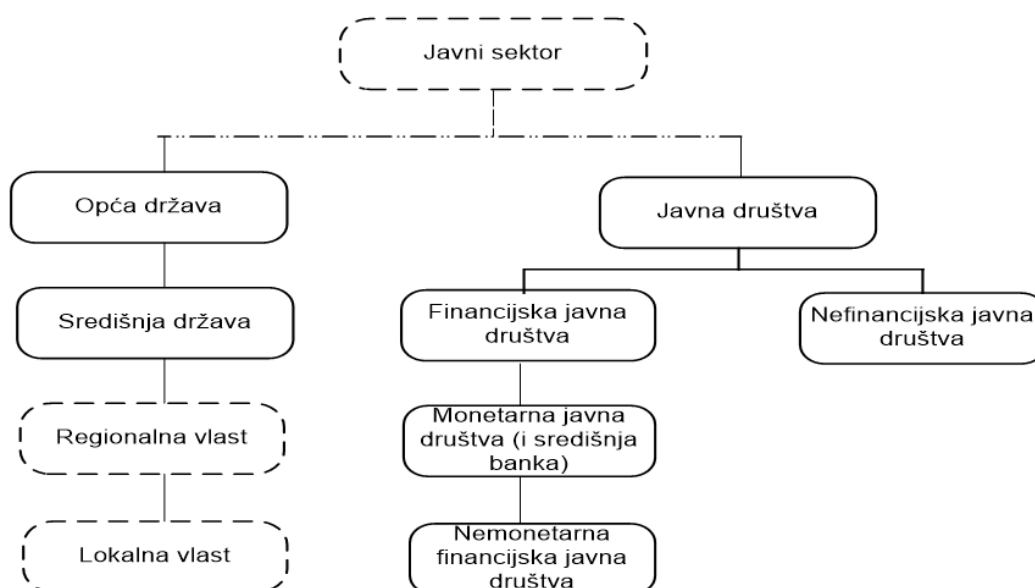 Javni sektor
Opća država
Javna društva
Središnja država
Financijska javna
društva
Nefinancijska javna
društva
Regionalna vlast
Monetarna javna
društva (i središnja
banka)
Lokalna vlast
Nemonetarna
financijska javna
društva